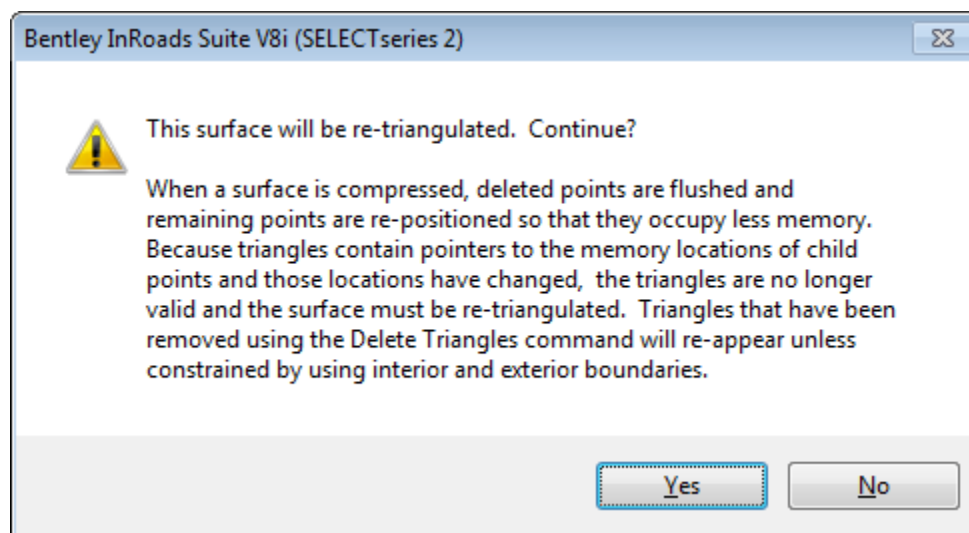 Bentley InRoads Suite V8i (SELECTseries 2)
This surface will be re-triangulated.  Continue?
When a surface is compressed, deleted points are flushed and
remaining points are re-positioned so that they occupy less memory.
Because triangles contain pointers to the memory locations of child
points and those locations have changed,  the triangles are no longer
valid and the surface must be re-triangulated.  Triangles that have been
removed using the Delete Triangles command will re-appear unless
constrained by using interior and exterior boundaries.
Yes
No